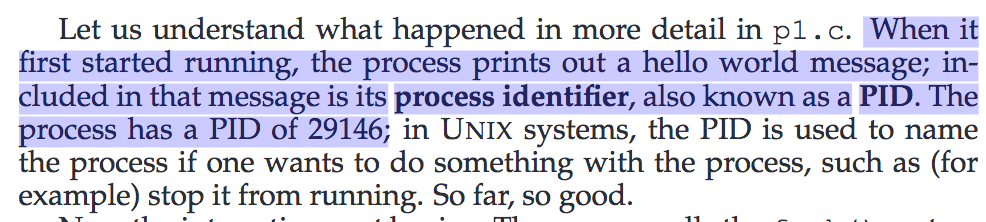 Let us understand what happened in more detail in p1.c. When it
first started running, the process prints out a hello world message; in-
cluded in that message is its process identifier, also known as a PID. The
process has a PID of 29146; in UNIX systems, the PID is used to name
the process if one wants to do something with the process, such as (for
example) stop it from running. So far, so good.